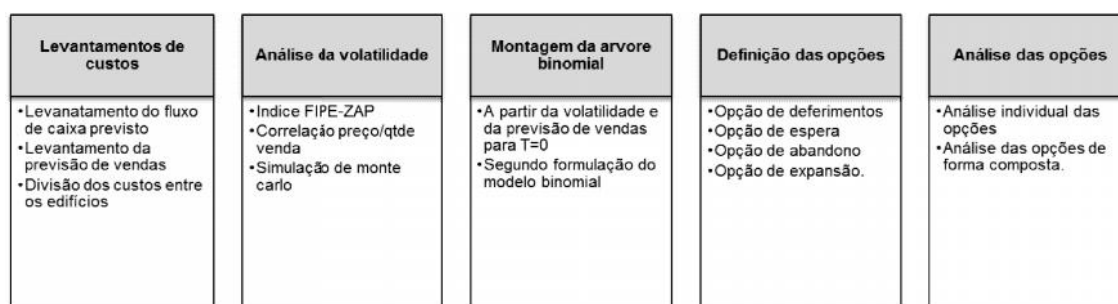 Levantamentos de
custos
•Levanatamento do fluxo
de caixa previsto
•Levantamento da
previsão de vendas
•Divisão dos custos entre
os edifícios
Análise da volatilidade
•Indice FIPE-ZAP
•Correlação preço/qtde
venda
•Simulação de monte
carlo
Montagem da arvore
binomial
•A partir da volatilidade e
da previsão de vendas
para T=0
•Segundo formulação do
modelo binomial
Definição das opções
•Opção de deferimentos
•Opção de espera
•Opção de abandono
•Opção de expansão.
Análise das opções
•Análise individual das
opções
•Análise das opções de
forma composta.